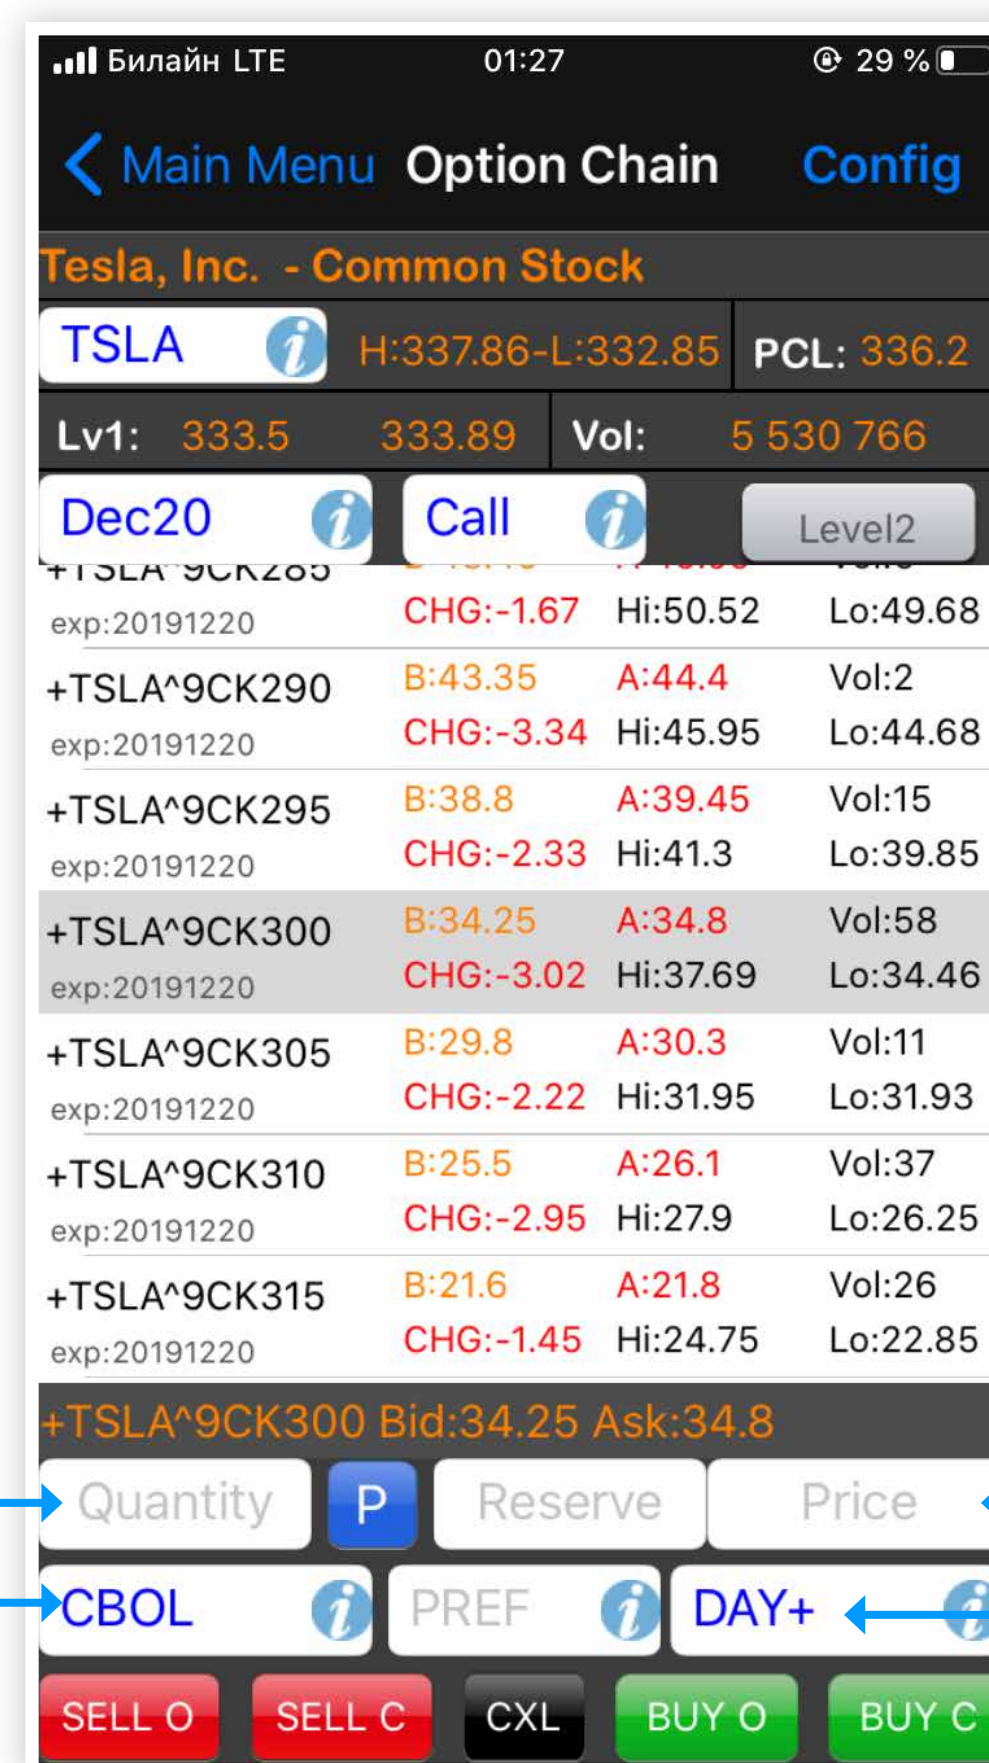 Билайн LTE 01:27 29 %
Main Menu Option Chain Config
Tesla, Inc. - Common Stock
TSLA H:337.86-L:332.85 PCL: 336.2
Lv1: 333.5 333.89 Vol: 5 530 766
Dec20 Call Level2
+TSLA^9CK285
exp:20191220 CHG:-1.67 Hi:50.52 Lo:49.68
+TSLA^9CK290 B:43.35 A:44.4 Vol:2
exp:20191220 CHG:-3.34 Hi:45.95 Lo:44.68
+TSLA^9CK295 B:38.8 A:39.45 Vol:15
exp:20191220 CHG:-2.33 Hi:41.3 Lo:39.85
+TSLA^9CK300 B:34.25 A:34.8 Vol:58
exp:20191220 CHG:-3.02 Hi:37.69 Lo:34.46
+TSLA^9CK305 B:29.8 A:30.3 Vol:11
exp:20191220 CHG:-2.22 Hi:31.95 Lo:31.93
+TSLA^9CK310 B:25.5 A:26.1 Vol:37
exp:20191220 CHG:-2.95 Hi:27.9 Lo:26.25
+TSLA^9CK315 B:21.6 A:21.8 Vol:26
exp:20191220 CHG:-1.45 Hi:24.75 Lo:22.85
+TSLA^9CK300 Bid:34.25 Ask:34.8
Quantity P Reserve Price
CBOL PREF DAY+
SELL O SELL C CXL BUY O BUY C